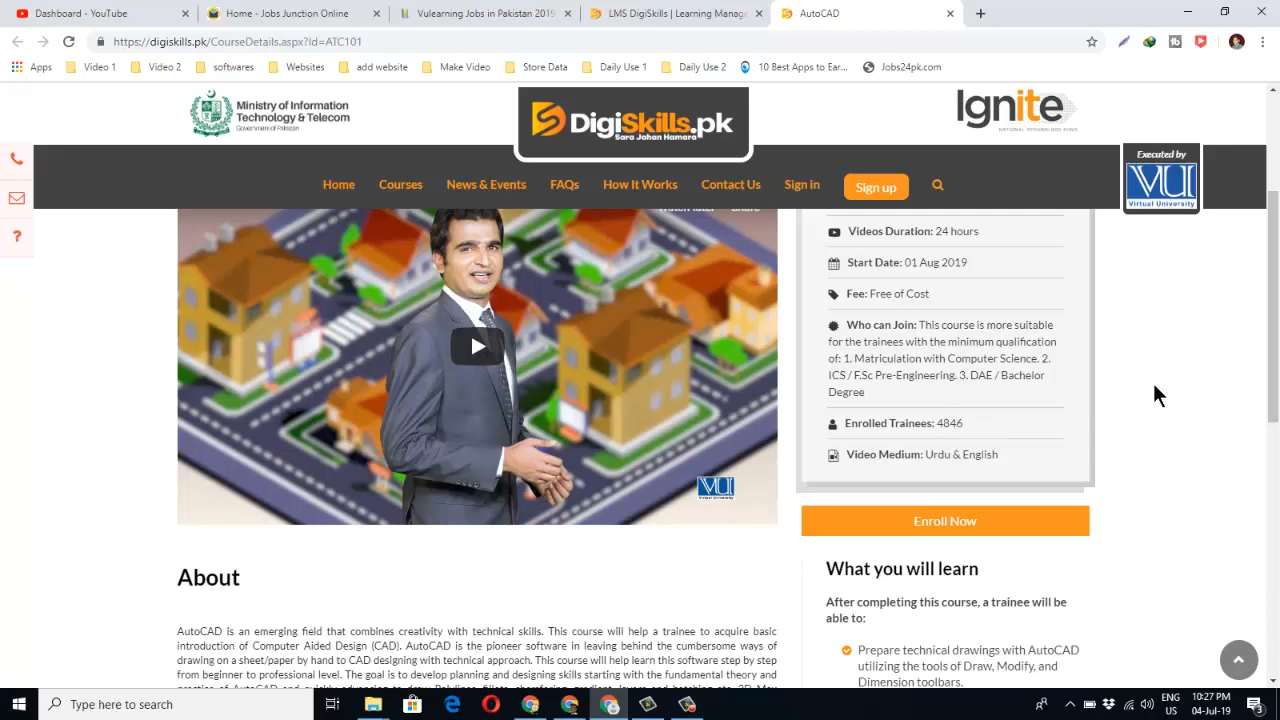 YouTube
Home - Jobs Junction
Vulearning Jobs in Pakistan 2019
LMS DigiSkills | Learning Manage
AutoCAD
https://digiskills.pk/CourseDetails.aspx?Id=ATC101
Apps
Video 1
Video 2
softwares
Websites
add website
Make Video
Store Data
Daily Use 1
Daily Use 2
10 Best Apps to Ear...
Jobs24pk.com
Ministry of Information
Technology & Telecom
Government of Pakistan
DigiSkills.pk
Sara Jahan Hamara
Ignite
NATIONAL TECHNOLOGY FUND
Executed by
VU
Virtual University
Home
Courses
News & Events
FAQs
How It Works
Contact Us
Sign in
Sign up
Videos Duration: 24 hours
Start Date: 01 Aug 2019
Fee: Free of Cost
Who can Join: This course is more suitable
for the trainees with the minimum qualification
of: 1. Matriculation with Computer Science. 2.
ICS / F.Sc Pre-Engineering. 3. DAE / Bachelor
Degree
Enrolled Trainees: 4846
Video Medium: Urdu & English
VU
Enroll Now
About
AutoCAD is an emerging field that combines creativity with technical skills. This course will help a trainee to acquire basic
introduction of Computer Aided Design (CAD). AutoCAD is the pioneer software in leaving behind the cumbersome ways of
drawing on a sheet/paper by hand to CAD designing with technical approach. This course will help learn this software step by step
from beginner to professional level. The goal is to develop planning and designing skills starting with the fundamental theory and
What you will learn
After completing this course, a trainee will be
able to:
Prepare technical drawings with AutoCAD
utilizing the tools of Draw, Modify, and
Dimension toolbars.
Type here to search
ENG
US
10:27 PM
04-Jul-19